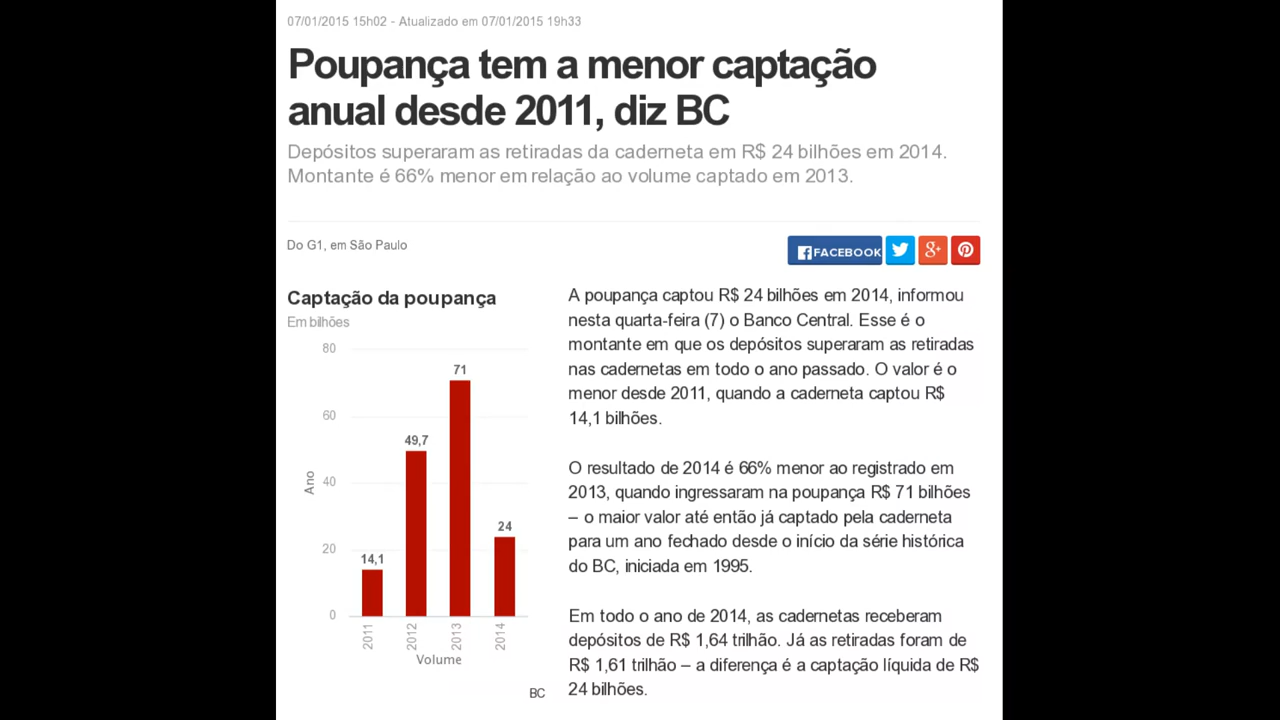 07/01/2015 15h02 - Atualizado em 07/01/2015 19h33
Poupança tem a menor captação
anual desde 2011, diz BC
Depósitos superaram as retiradas da caderneta em R$ 24 bilhões em 2014.
Montante é 66% menor em relação ao volume captado em 2013.
Do G1, em São Paulo
FACEBOOK
g+
Captação da poupança
Em bilhões
80
60
40
20
0
Ano
14,1
49,7
71
24
2011
2012
2013
2014
Volume
BC
A poupança captou R$ 24 bilhões em 2014, informou
nesta quarta-feira (7) o Banco Central. Esse é o
montante em que os depósitos superaram as retiradas
nas cadernetas em todo o ano passado. O valor é o
menor desde 2011, quando a caderneta captou R$
14,1 bilhões.
O resultado de 2014 é 66% menor ao registrado em
2013, quando ingressaram na poupança R$ 71 bilhões
– o maior valor até então já captado pela caderneta
para um ano fechado desde o início da série histórica
do BC, iniciada em 1995.
Em todo o ano de 2014, as cadernetas receberam
depósitos de R$ 1,64 trilhão. Já as retiradas foram de
R$ 1,61 trilhão – a diferença é a captação líquida de R$
24 bilhões.